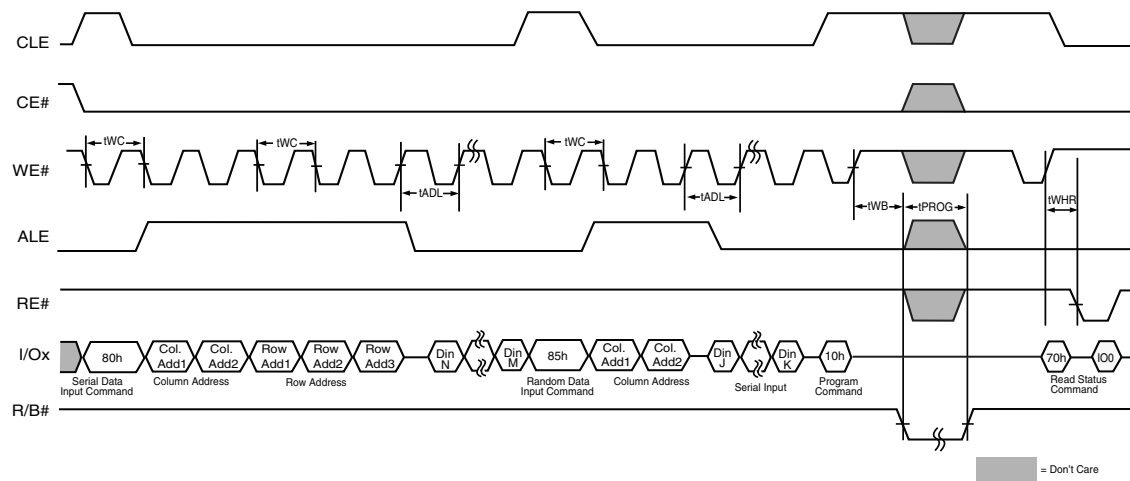 CLE
CE#
tWC
tWC
tWC
WE#
tADL
tADL
tWB
tPROG
tWHR
ALE
RE#
I/Ox
80h
Col. Add1
Col. Add2
Row Add1
Row Add2
Row Add3
Din N
Din M
85h
Col. Add1
Col. Add2
Din J
Din K
10h
70h
IO0
Serial Data
Input Command
Column Address
Row Address
Random Data
Input Command
Column Address
Serial Input
Program
Command
Read Status
Command
R/B#
= Don't Care